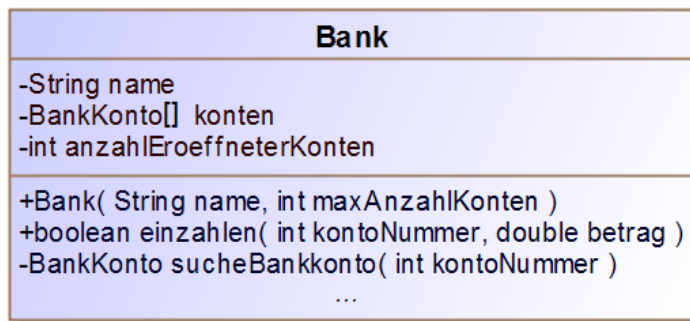 Bank
-String name
-BankKonto[] konten
-int anzahlEroeffneterKonten
+Bank( String name, int maxAnzahlKonten )
+boolean einzahlen( int kontoNummer, double betrag )
-BankKonto sucheBankkonto( int kontoNummer )
...